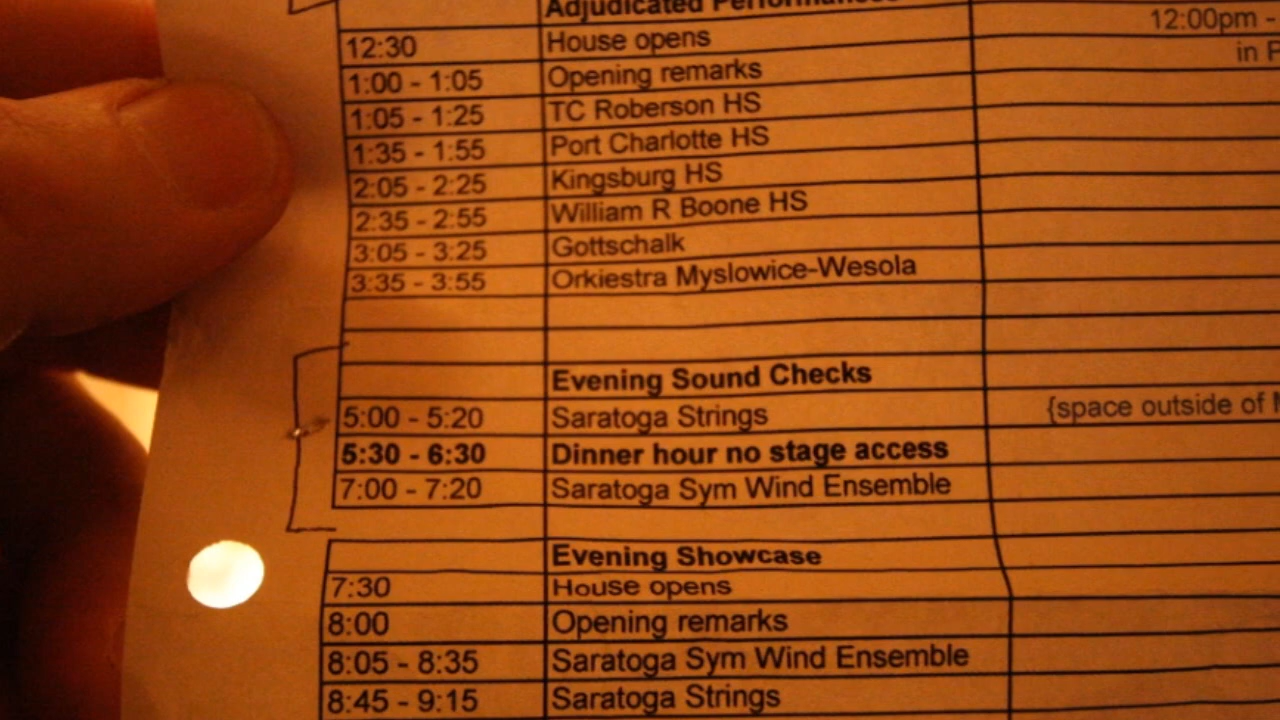 Adjudicated Performances
12:00pm -
12:30 House opens
in
1:00 - 1:05 Opening remarks
1:05 - 1:25 TC Roberson HS
1:35 - 1:55 Port Charlotte HS
2:05 - 2:25 Kingsburg HS
2:35 - 2:55 William R Boone HS
3:05 - 3:25 Gottschalk
3:35 - 3:55 Orkiestra Myslowice-Wesola
Evening Sound Checks
5:00 - 5:20 Saratoga Strings {space outside of
5:30 - 6:30 Dinner hour no stage access
7:00 - 7:20 Saratoga Sym Wind Ensemble
Evening Showcase
7:30 House opens
8:00 Opening remarks
8:05 - 8:35 Saratoga Sym Wind Ensemble
8:45 - 9:15 Saratoga Strings